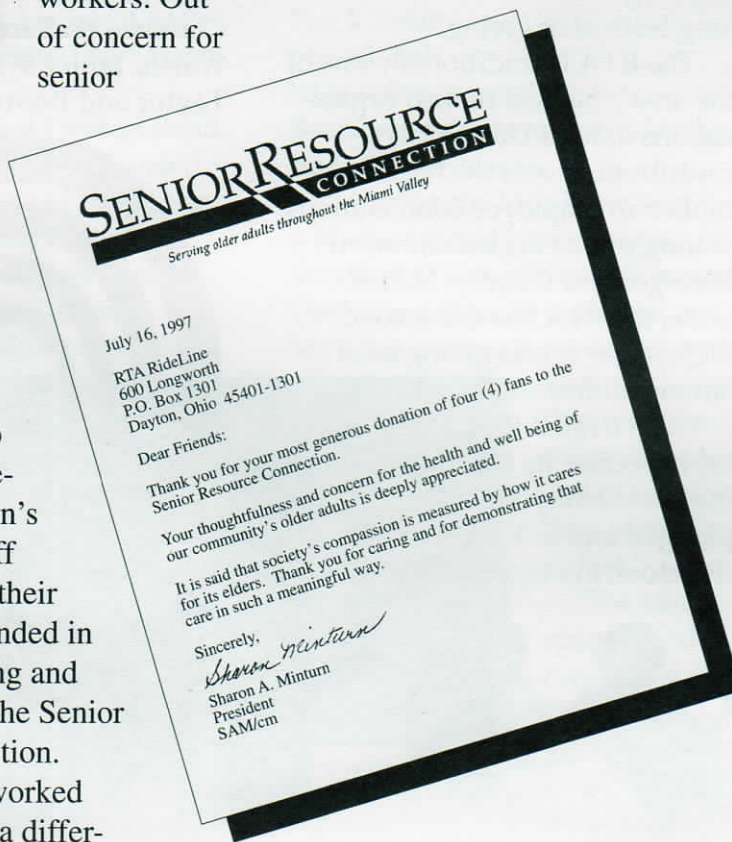 workers. Out
of concern for
senior
n's
ff
their
nded in
ng and
he Senior
tion.
worked
a differ-
SENIOR RESOURCE
CONNECTION
Serving older adults throughout the Miami Valley
July 16, 1997
RTA RideLine
600 Longworth
P.O. Box 1301
Dayton, Ohio 45401-1301
Dear Friends:
Thank you for your most generous donation of four (4) fans to the
Senior Resource Connection.
Your thoughtfulness and concern for the health and well being of
our community's older adults is deeply appreciated.
It is said that society's compassion is measured by how it cares
for its elders. Thank you for caring and for demonstrating that
care in such a meaningful way.
Sincerely,
Sharon Minturn
Sharon A. Minturn
President
SAM/cm